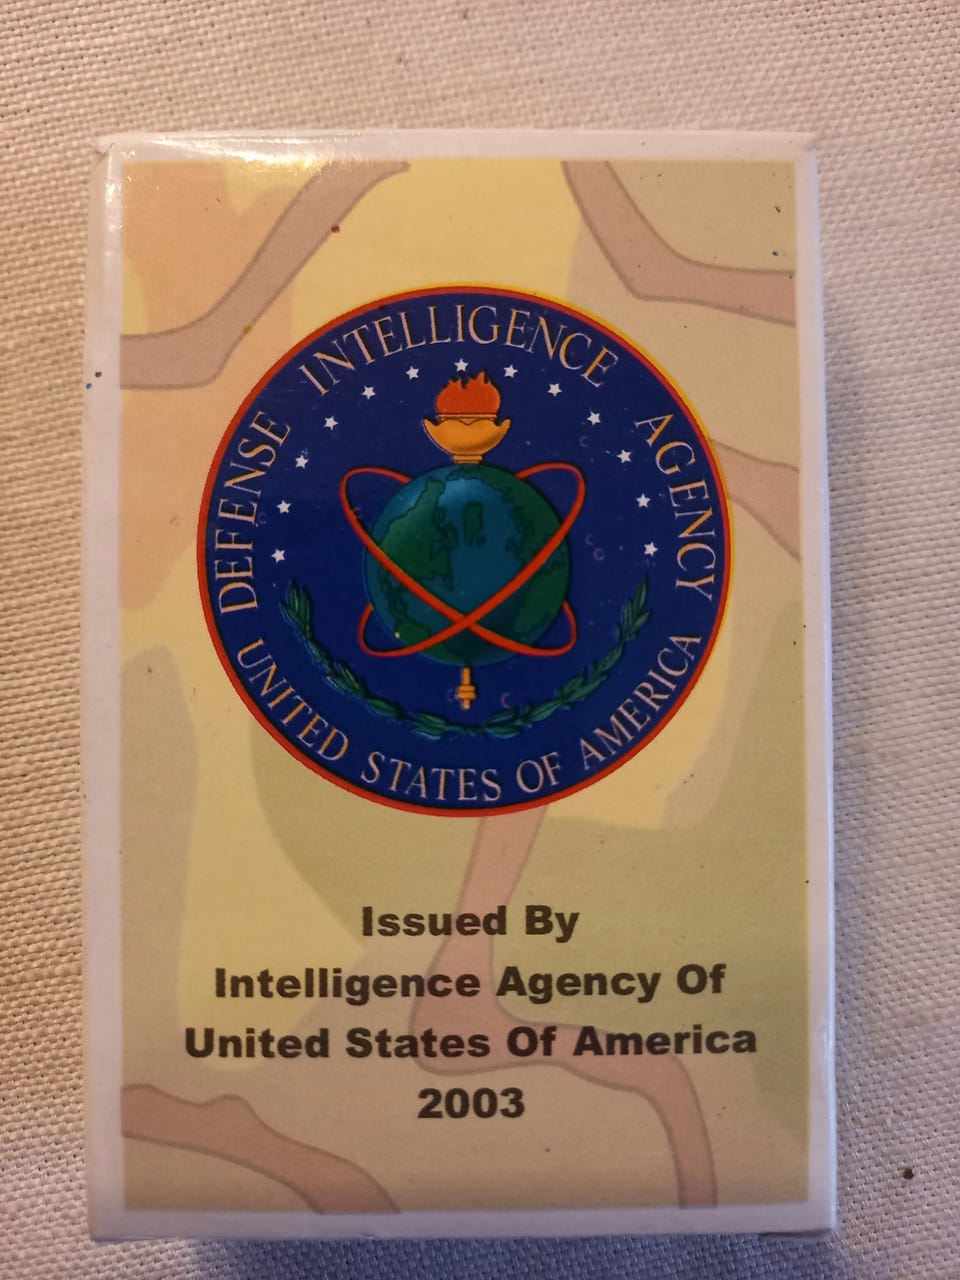 DEFENSE INTELLIGENCE AGENCY
UNITED STATES OF AMERICA
Issued By
Intelligence Agency Of
United States Of America
2003